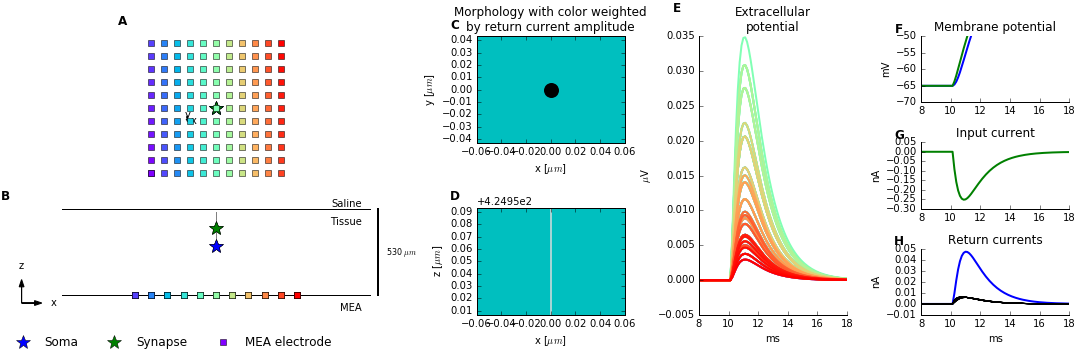 A
y
x
B
Saline
Tissue
530 μm
MEA
z
x
Soma
Synapse
MEA electrode
Morphology with color weighted
by return current amplitude
C
0.04
0.03
0.02
0.01
0.00
−0.01
−0.02
−0.03
−0.04
y [μm]
−0.06−0.04−0.02 0.00 0.02 0.04 0.06
x [μm]
D
+4.2495e2
0.09
0.08
0.07
0.06
0.05
0.04
0.03
0.02
0.01
z [μm]
−0.06−0.04−0.02 0.00 0.02 0.04 0.06
x [μm]
E
Extracellular
potential
0.035
0.030
0.025
0.020
0.015
0.010
0.005
0.000
−0.005
μV
8 10 12 14 16 18
ms
F
Membrane potential
−50
−55
−60
−65
−70
mV
8 10 12 14 16 18
G
Input current
0.05
0.00
−0.05
−0.10
−0.15
−0.20
−0.25
−0.30
nA
8 10 12 14 16 18
H
Return currents
0.05
0.04
0.03
0.02
0.01
0.00
−0.01
nA
8 10 12 14 16 18
ms